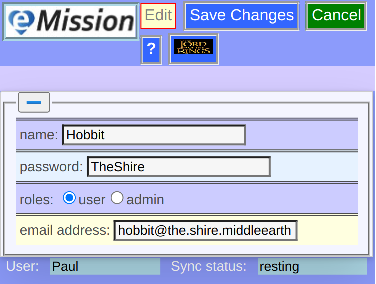 eMission Edit Save Changes Cancel
? THE LORD OF THE RINGS
name: Hobbit
password: TheShire
roles: user admin
email address: hobbit@the.shire.middleearth
User: Paul Sync status: resting